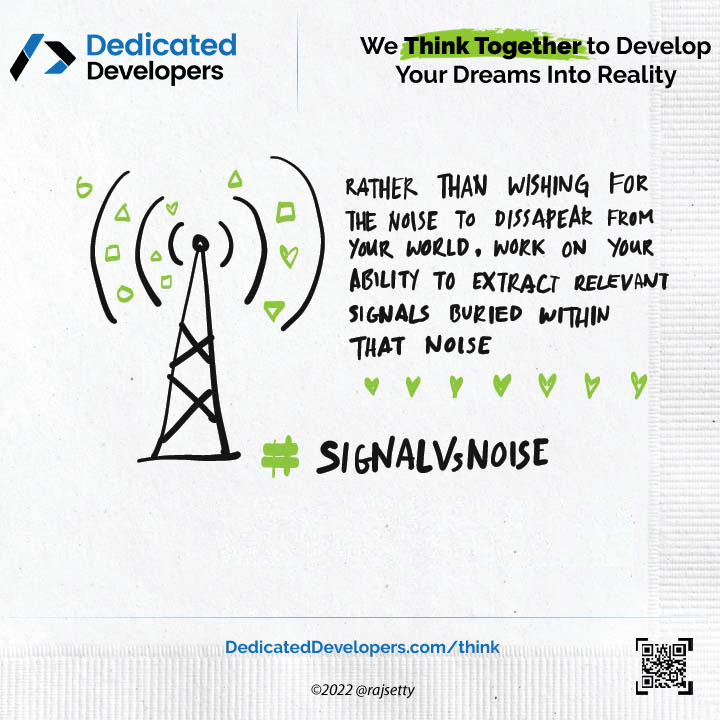 Dedicated
Developers
We Think Together to Develop
Your Dreams Into Reality
RATHER THAN WISHING FOR
THE NOISE TO DISSAPEAR FROM
YOUR WORLD. WORK ON YOUR
ABILITY TO EXTRACT RELEVANT
SIGNALS BURIED WITHIN
THAT NOISE
# SIGNALVsNOISE
DedicatedDevelopers.com/think
©2022 @rajsetty